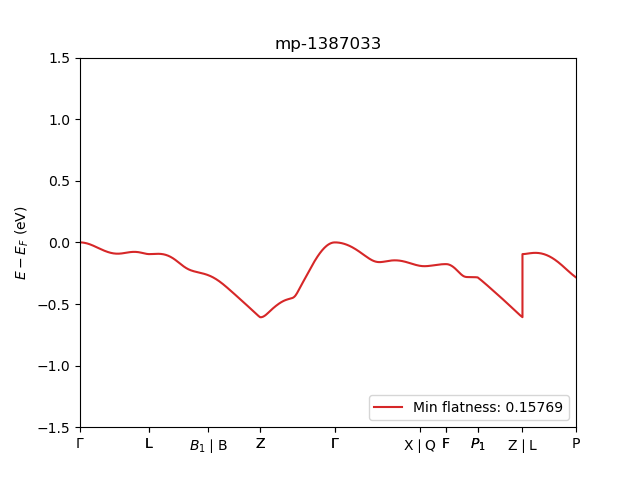 mp-1387033
E − E_F (eV)
1.5
1.0
0.5
0.0
−0.5
−1.0
−1.5
Min flatness: 0.15769
Γ L B₁ | B Z Γ X | Q F P₁ Z | L P